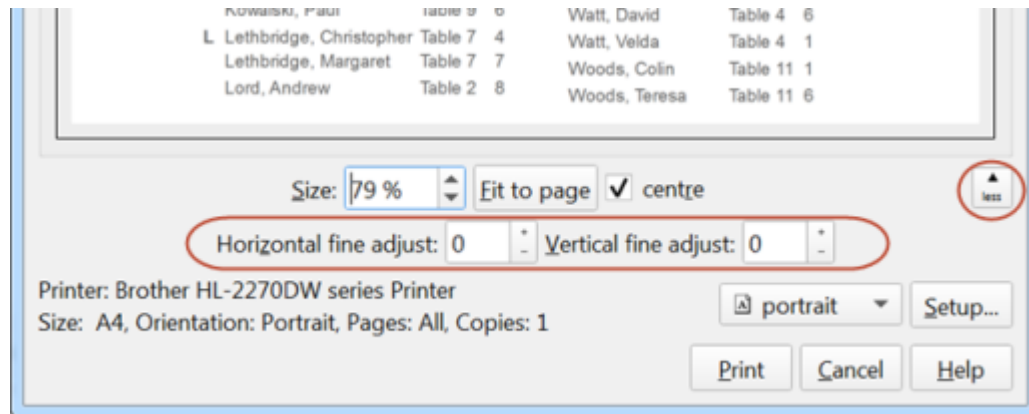 Kowalski, Paul Table 9 6
L Lethbridge, Christopher Table 7 4
Lethbridge, Margaret Table 7 7
Lord, Andrew Table 2 8
Watt, David Table 4 6
Watt, Velda Table 4 1
Woods, Colin Table 11 1
Woods, Teresa Table 11 6
Size: 79 % Fit to page centre less
Horizontal fine adjust: 0 + - Vertical fine adjust: 0 + -
Printer: Brother HL-2270DW series Printer
Size: A4, Orientation: Portrait, Pages: All, Copies: 1
portrait Setup...
Print Cancel Help